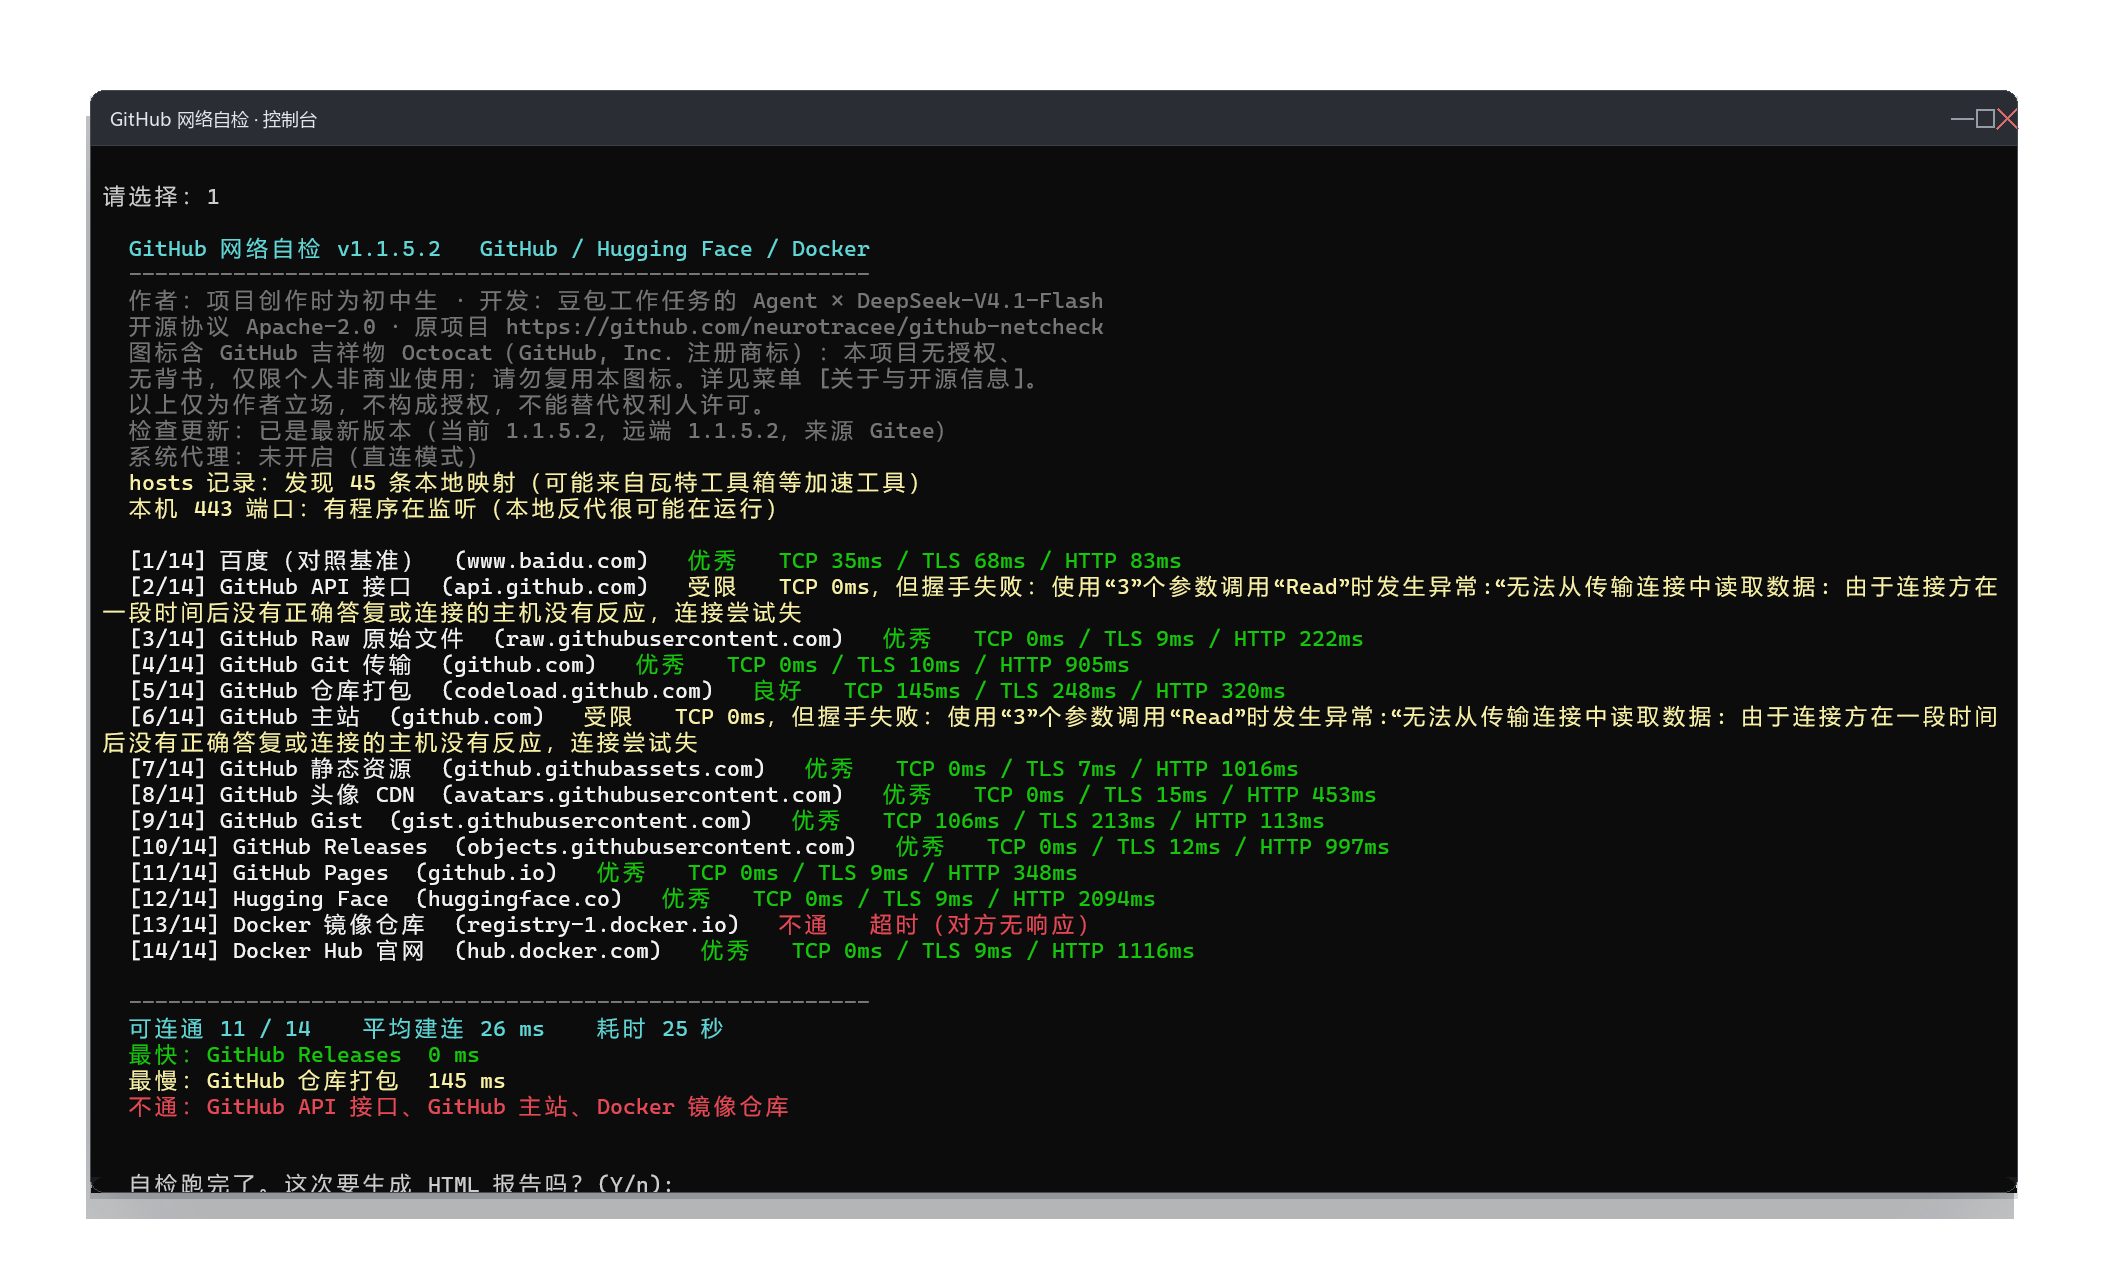 GitHub 网络自检 · 控制台
请选择: 1
GitHub 网络自检 v1.1.5.2   GitHub / Hugging Face / Docker
---------------------------------------------------------
作者: 项目创作时为初中生 · 开发: 豆包工作任务的 Agent × DeepSeek-V4.1-Flash
开源协议 Apache-2.0 · 原项目 https://github.com/neurotracee/github-netcheck
图标含 GitHub 吉祥物 Octocat（GitHub, Inc. 注册商标）: 本项目无授权、
无背书, 仅限个人非商业使用; 请勿复用本图标。详见菜单 [关于与开源信息]。
以上仅为作者立场, 不构成授权, 不能替代权利人许可。
检查更新: 已是最新版本（当前 1.1.5.2, 远端 1.1.5.2, 来源 Gitee）
系统代理: 未开启（直连模式）
hosts 记录: 发现 45 条本地映射（可能来自瓦特工具箱等加速工具）
本机 443 端口: 有程序在监听（本地反代很可能在运行）
[1/14] 百度（对照基准）  (www.baidu.com)   优秀   TCP 35ms / TLS 68ms / HTTP 83ms
[2/14] GitHub API 接口  (api.github.com)   受限   TCP 0ms, 但握手失败: 使用“3”个参数调用“Read”时发生异常:“无法从传输连接中读取数据: 由于连接方在
一段时间后没有正确答复或连接的主机没有反应, 连接尝试失
[3/14] GitHub Raw 原始文件  (raw.githubusercontent.com)   优秀   TCP 0ms / TLS 9ms / HTTP 222ms
[4/14] GitHub Git 传输  (github.com)   优秀   TCP 0ms / TLS 10ms / HTTP 905ms
[5/14] GitHub 仓库打包  (codeload.github.com)   良好   TCP 145ms / TLS 248ms / HTTP 320ms
[6/14] GitHub 主站  (github.com)   受限   TCP 0ms, 但握手失败: 使用“3”个参数调用“Read”时发生异常:“无法从传输连接中读取数据: 由于连接方在一段时间
后没有正确答复或连接的主机没有反应, 连接尝试失
[7/14] GitHub 静态资源  (github.githubassets.com)   优秀   TCP 0ms / TLS 7ms / HTTP 1016ms
[8/14] GitHub 头像 CDN  (avatars.githubusercontent.com)   优秀   TCP 0ms / TLS 15ms / HTTP 453ms
[9/14] GitHub Gist  (gist.githubusercontent.com)   优秀   TCP 106ms / TLS 213ms / HTTP 113ms
[10/14] GitHub Releases  (objects.githubusercontent.com)   优秀   TCP 0ms / TLS 12ms / HTTP 997ms
[11/14] GitHub Pages  (github.io)   优秀   TCP 0ms / TLS 9ms / HTTP 348ms
[12/14] Hugging Face  (huggingface.co)   优秀   TCP 0ms / TLS 9ms / HTTP 2094ms
[13/14] Docker 镜像仓库  (registry-1.docker.io)   不通   超时（对方无响应）
[14/14] Docker Hub 官网  (hub.docker.com)   优秀   TCP 0ms / TLS 9ms / HTTP 1116ms
---------------------------------------------------------
可连通 11 / 14    平均建连 26 ms    耗时 25 秒
最快: GitHub Releases  0 ms
最慢: GitHub 仓库打包  145 ms
不通: GitHub API 接口、GitHub 主站、Docker 镜像仓库
自检跑完了。这次要生成 HTML 报告吗? (Y/n):